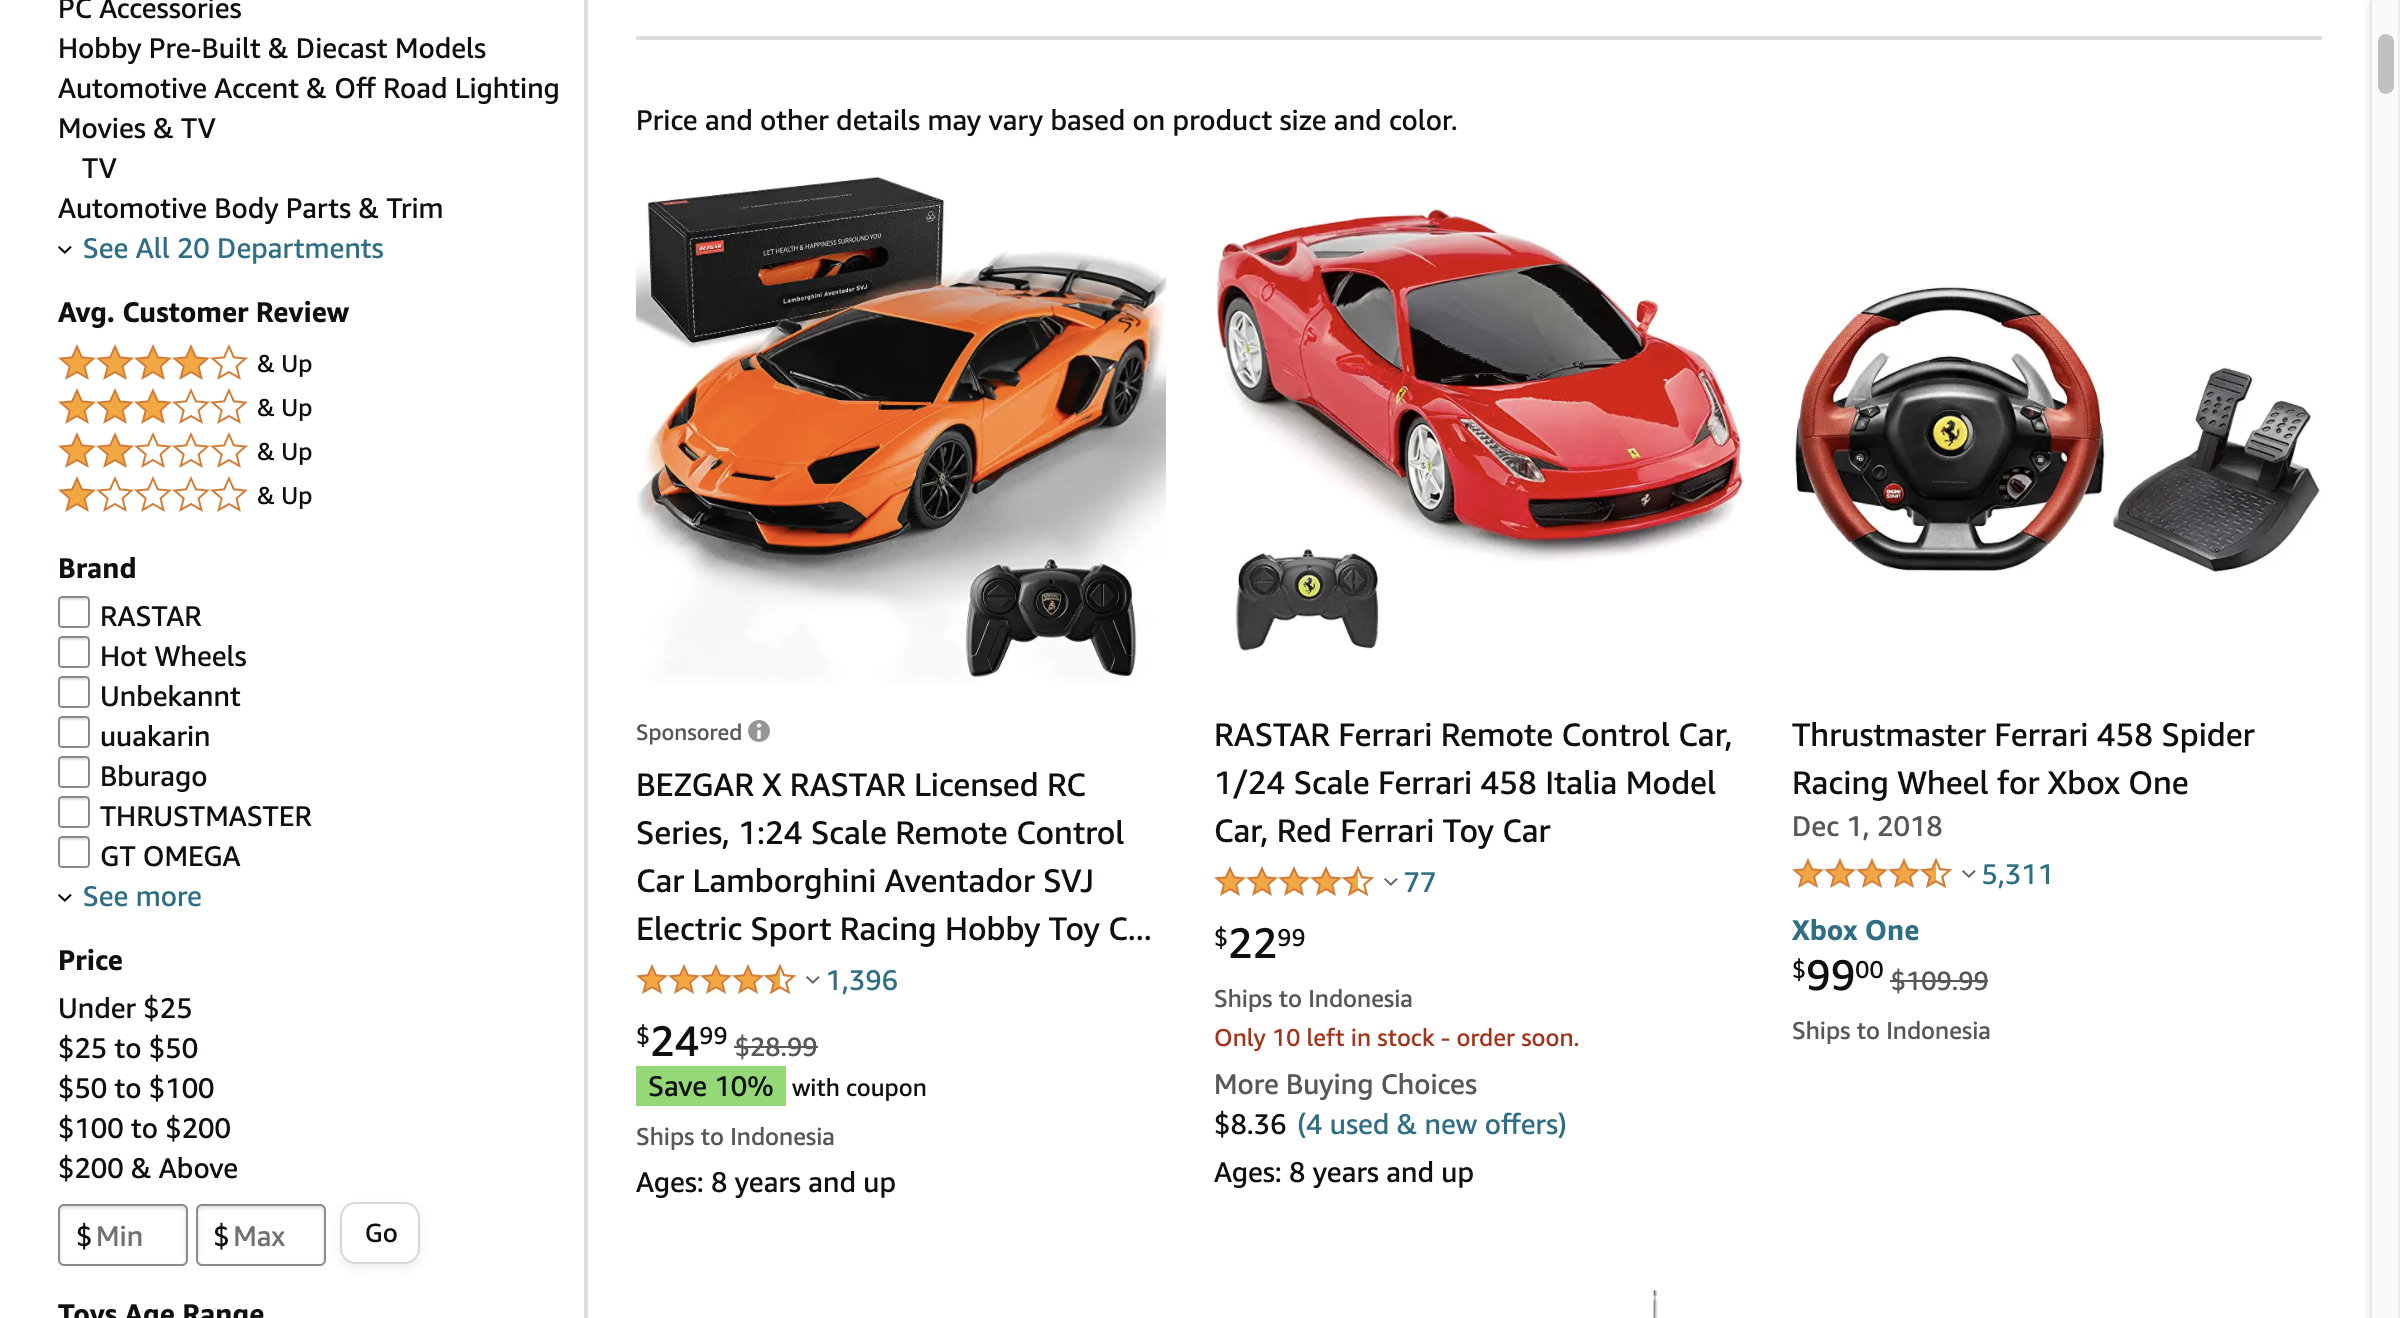 PC Accessories
Hobby Pre-Built & Diecast Models
Automotive Accent & Off Road Lighting
Movies & TV
TV
Automotive Body Parts & Trim
See All 20 Departments
Avg. Customer Review
& Up
& Up
& Up
& Up
Brand
RASTAR
Hot Wheels
Unbekannt
uuakarin
Bburago
THRUSTMASTER
GT OMEGA
See more
Price
Under $25
$25 to $50
$50 to $100
$100 to $200
$200 & Above
$ Min $ Max Go
Toys Age Range
Price and other details may vary based on product size and color.
BEZGAR
LET HEALTH & HAPPINESS SURROUND YOU
Lamborghini Aventador SVJ
Sponsored
BEZGAR X RASTAR Licensed RC
Series, 1:24 Scale Remote Control
Car Lamborghini Aventador SVJ
Electric Sport Racing Hobby Toy C...
1,396
$2499 $28.99
Save 10% with coupon
Ships to Indonesia
Ages: 8 years and up
RASTAR Ferrari Remote Control Car,
1/24 Scale Ferrari 458 Italia Model
Car, Red Ferrari Toy Car
77
$2299
Ships to Indonesia
Only 10 left in stock - order soon.
More Buying Choices
$8.36 (4 used & new offers)
Ages: 8 years and up
ENGINE
START
Thrustmaster Ferrari 458 Spider
Racing Wheel for Xbox One
Dec 1, 2018
5,311
Xbox One
$9900 $109.99
Ships to Indonesia